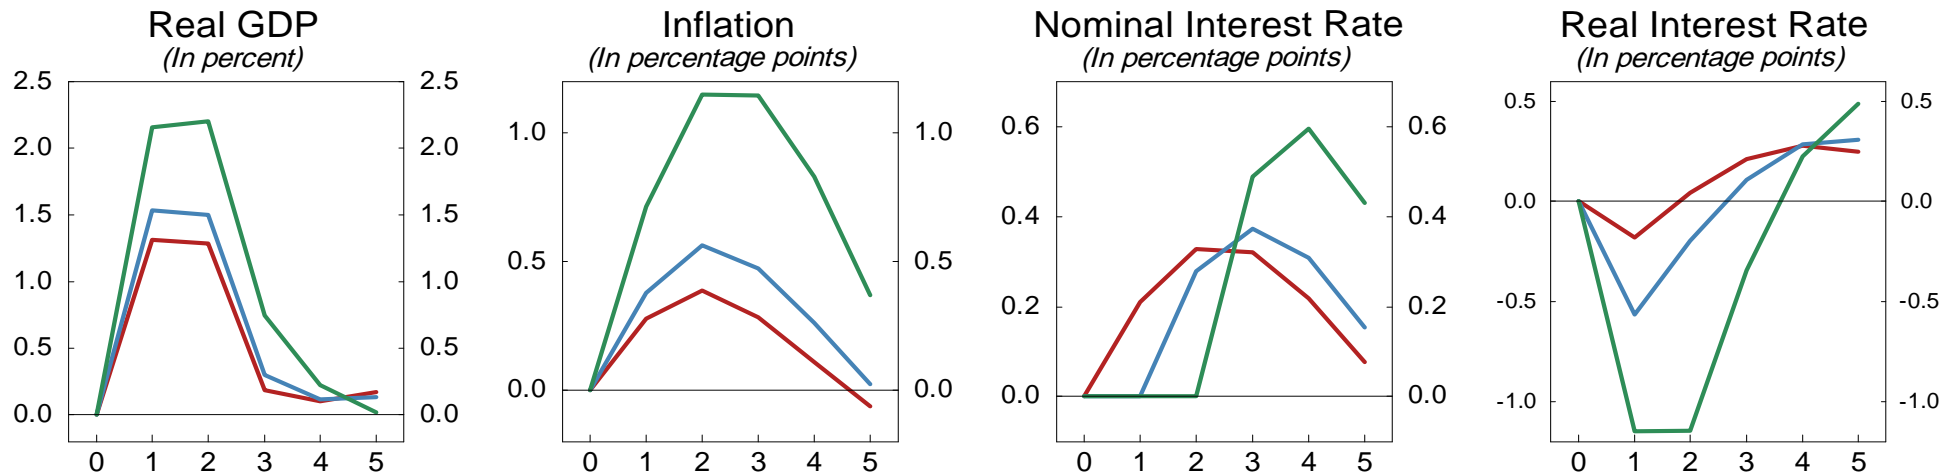 Real GDP
(In percent)
2.5
2.0
1.5
1.0
0.5
0.0
2.5
2.0
1.5
1.0
0.5
0.0
0 1 2 3 4 5
Inflation
(In percentage points)
1.0
0.5
0.0
1.0
0.5
0.0
0 1 2 3 4 5
Nominal Interest Rate
(In percentage points)
0.6
0.4
0.2
0.0
0.6
0.4
0.2
0.0
0 1 2 3 4 5
Real Interest Rate
(In percentage points)
0.5
0.0
-0.5
-1.0
0.5
0.0
-0.5
-1.0
0 1 2 3 4 5